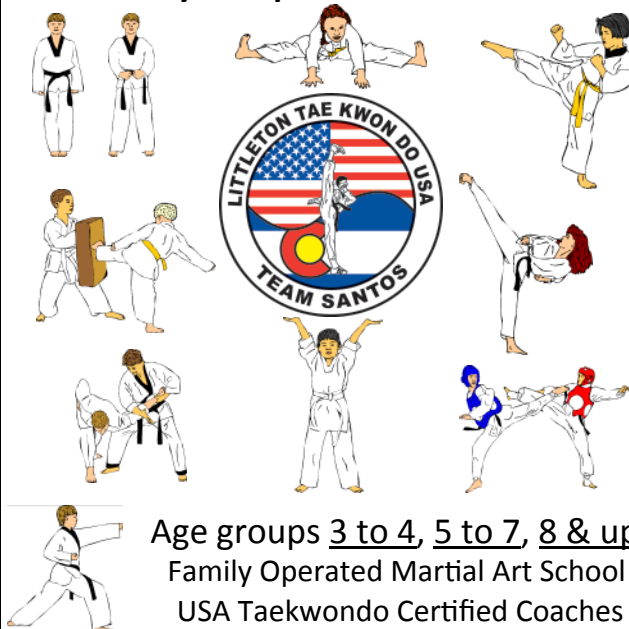 LITTLETON TAE KWON DO USA
TEAM SANTOS
Age groups 3 to 4, 5 to 7, 8 & up
Family Operated Martial Art School
USA Taekwondo Certified Coaches